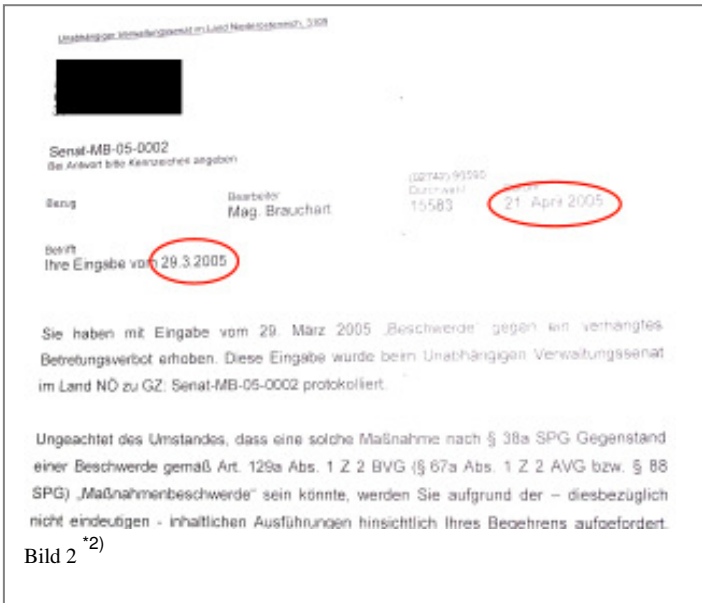 Unabhängiger Verwaltungssenat im Land Niederösterreich, 3109
Senat-MB-05-0002
Bei Antwort bitte Kennzeichen angeben
(02742) 90590
Bezug Bearbeiter Durchwahl
Mag. Brauchart 15583 21. April 2005
Betrifft
Ihre Eingabe vom 29.3.2005
Sie haben mit Eingabe vom 29. März 2005 „Beschwerde“ gegen ein verhängtes
Betretungsverbot erhoben. Diese Eingabe wurde beim Unabhängigen Verwaltungssenat
im Land NÖ zu GZ: Senat-MB-05-0002 protokolliert.
Ungeachtet des Umstandes, dass eine solche Maßnahme nach § 38a SPG Gegenstand
einer Beschwerde gemäß Art. 129a Abs. 1 Z 2 BVG (§ 67a Abs. 1 Z 2 AVG bzw. § 88
SPG) „Maßnahmenbeschwerde“ sein könnte, werden Sie aufgrund der – diesbezüglich
nicht eindeutigen - inhaltlichen Ausführungen hinsichtlich Ihres Begehrens aufgefordert,
Bild 2 *2)